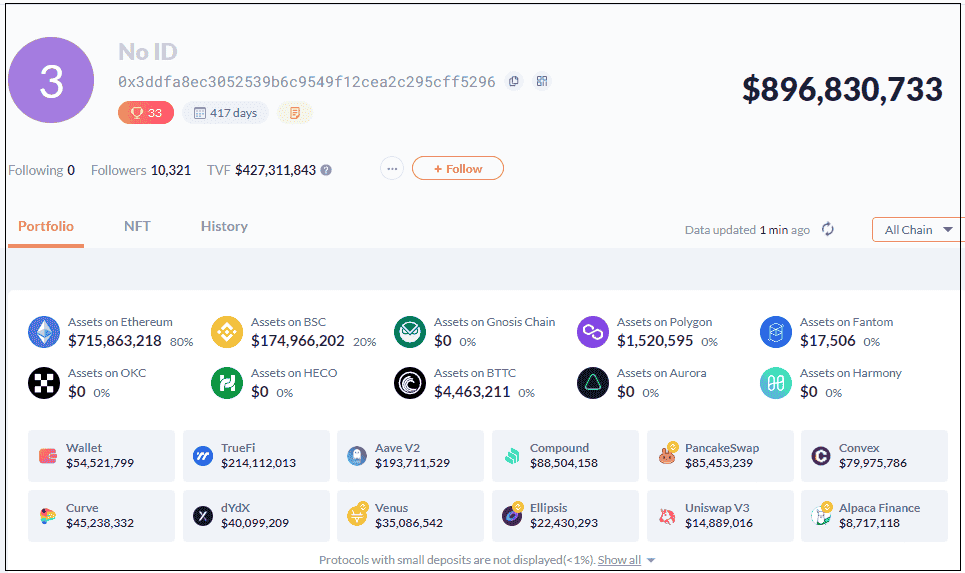 3
No ID
0x3ddfa8ec3052539b6c9549f12cea2c295cff5296
$896,830,733
33
417 days
Following 0 Followers 10,321 TVF $427,311,843 ?
... + Follow
Portfolio NFT History
Data updated 1 min ago
All Chain
Assets on Ethereum
$715,863,218 80%
Assets on BSC
$174,966,202 20%
Assets on Gnosis Chain
$0 0%
Assets on Polygon
$1,520,595 0%
Assets on Fantom
$17,506 0%
Assets on OKC
$0 0%
Assets on HECO
$0 0%
Assets on BTTC
$4,463,211 0%
Assets on Aurora
$0 0%
Assets on Harmony
$0 0%
Wallet
$54,521,799
TrueFi
$214,112,013
Aave V2
$193,711,529
Compound
$88,504,158
PancakeSwap
$85,453,239
Convex
$79,975,786
Curve
$45,238,332
dYdX
$40,099,209
Venus
$35,086,542
Ellipsis
$22,430,293
Uniswap V3
$14,889,016
Alpaca Finance
$8,717,118
Protocols with small deposits are not displayed(<1%). Show all